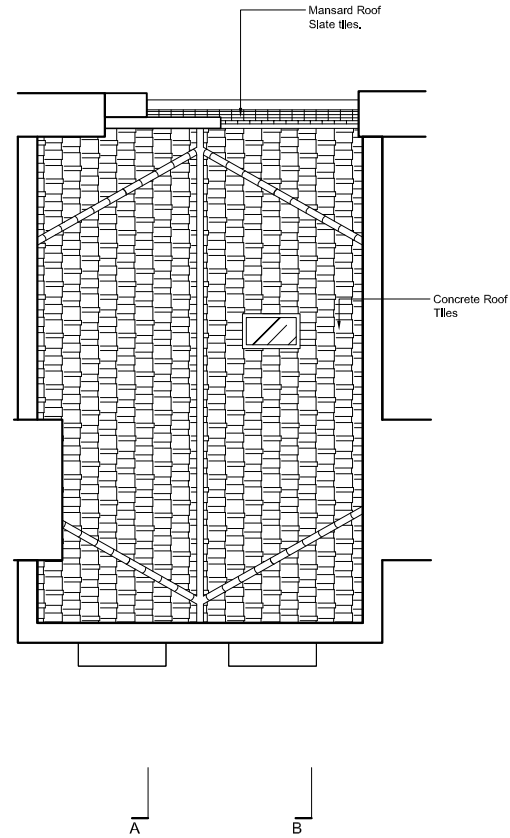 Mansard Roof
Slate tiles.
Concrete Roof
Tiles
A
B